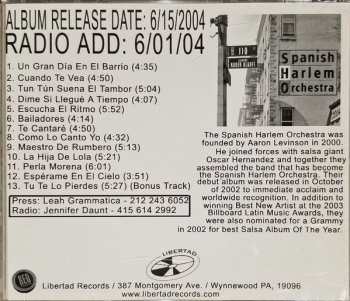 ALBUM RELEASE DATE: 6/15/2004
RADIO ADD: 6/01/04
1. Un Gran Día En El Barrio (4:35)
2. Cuando Te Vea (4:50)
3. Tun Tún Suena El Tambor (4:50)
4. Dime Si Llegué A Tiempo (4:07)
5. Escucha El Ritmo (5:52)
6. Bailadores (4:14)
7. Te Cantaré (4:50)
8. Como Lo Canto Yo (4:32)
9. Maestro De Rumbero (5:13)
10. La Hija De Lola (5:21)
11. Perla Morena (6:01)
12. Espérame En El Cielo (3:51)
13. Tu Te Lo Pierdes (5:27) (Bonus Track)
Press: Leah Grammatica - 212 243 6052
Radio: Jennifer Daunt - 415 614 2992
110
Spanish
Harlem
Orchestra
The Spanish Harlem Orchestra was
founded by Aaron Levinson in 2000.
He joined forces with salsa giant
Oscar Hernandez and together they
assembled the band that has become
the Spanish Harlem Orchestra. Their
debut album was released in October
of 2002 to immediate acclaim and
worldwide recognition. In addition to
winning Best New Artist at the 2003
Billboard Latin Music Awards, they
were also nominated for a Grammy
in 2002 for best Salsa Album Of The Year.
LIBERTAD
Libertad Records / 387 Montgomery Ave. / Wynnewood PA, 19096
www.libertadrecords.com